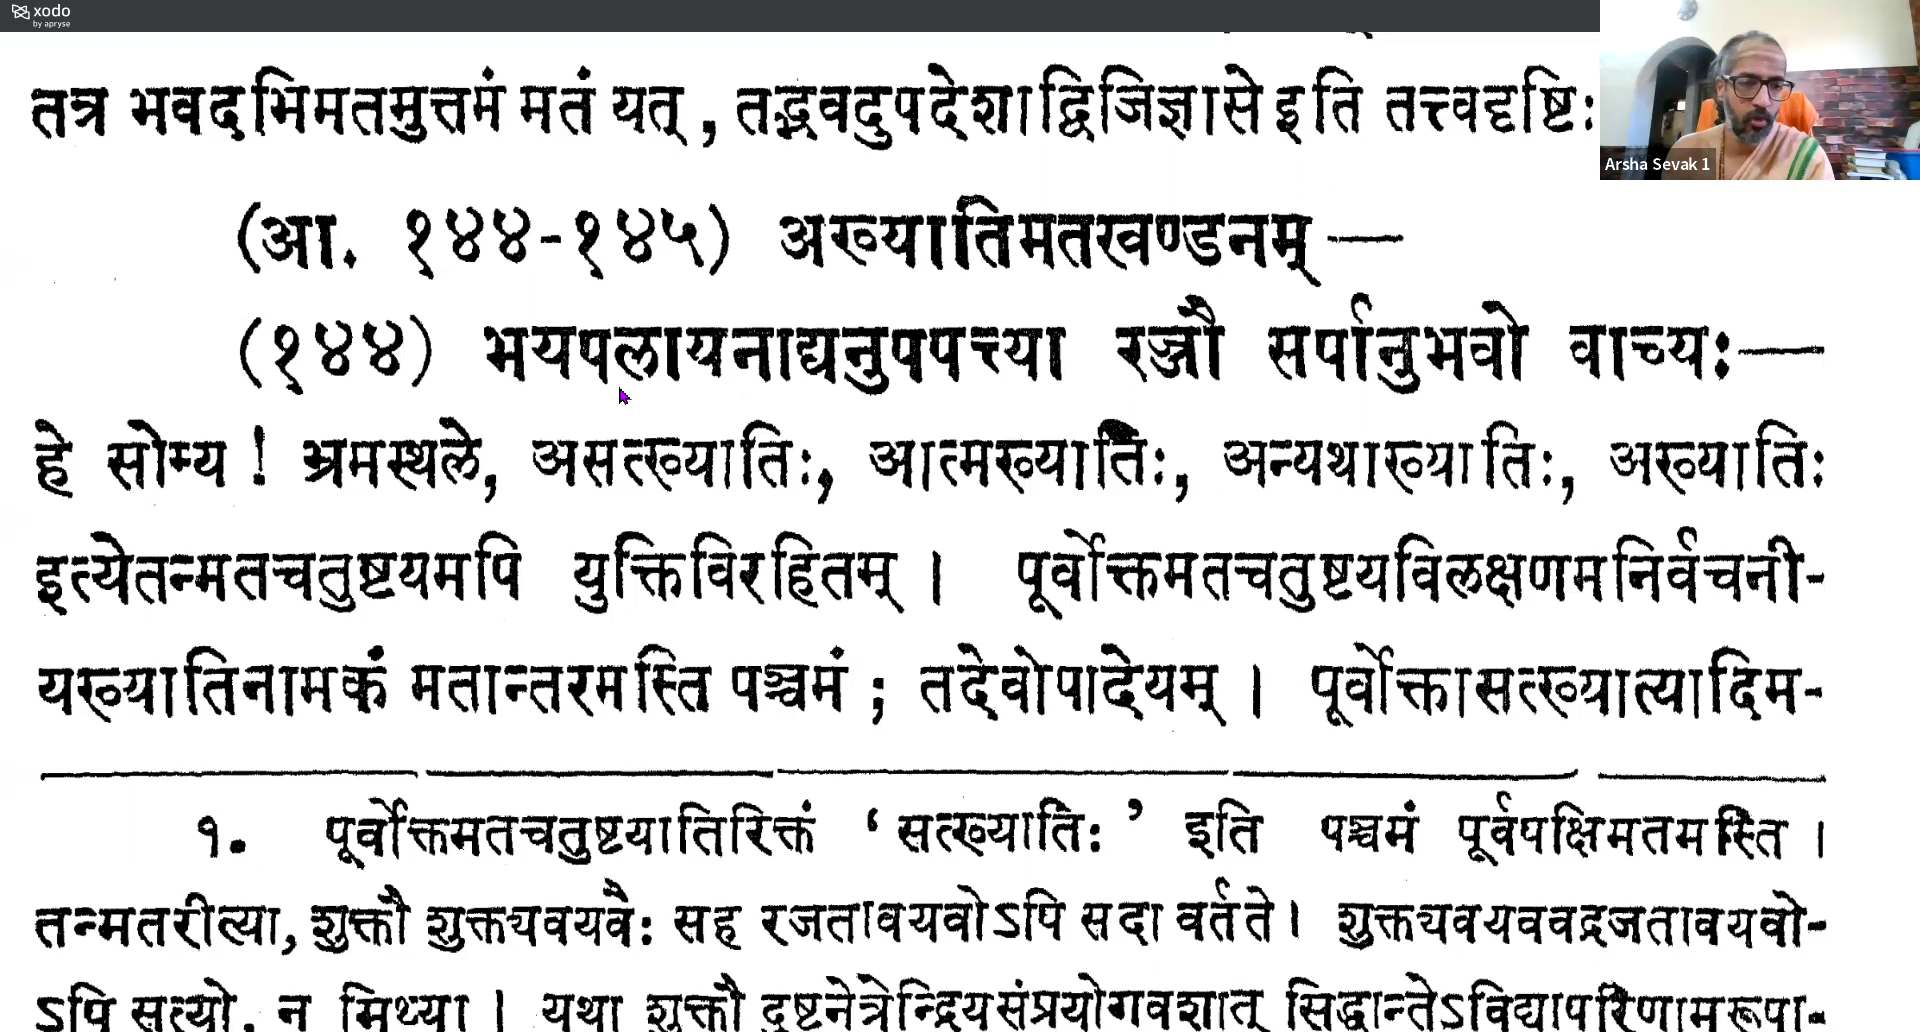 xodo
by apryse
तत्र भवदभिमतमुत्तमं मतं यत्, तद्भवदुपदेशाद्विजिज्ञासे इति तत्त्वदृष्टिः
Arsha Sevak 1
(आ. १४४-१४५) अख्यातिमतखण्डनम् —
(१४४) भयपलायनाद्यनुपपत्त्या रज्जौ सर्पानुभवो वाच्यः—
हे सोम्य ! भ्रमस्थले, असत्ख्यातिः, आत्मख्यातिः, अन्यथाख्यातिः, अख्यातिः
इत्येतन्मतचतुष्टयमपि युक्तिविरहितम् । पूर्वोक्तमतचतुष्टयविलक्षणमनिर्वचनी-
यख्यातिनामकं मतान्तरमस्ति पञ्चमं ; तदेवोपादेयम् । पूर्वोक्तासत्ख्यात्यादिम-
१. पूर्वोक्तमतचतुष्टयातिरिक्तं ‘ सत्ख्यातिः ’ इति पञ्चमं पूर्वपक्षिमतमस्ति ।
तन्मतरीत्या, शुक्तौ शुक्त्यवयवैः सह रजतावयवोऽपि सदा वर्तते । शुक्त्यवयववद्रजतावयवो-
ऽपि सत्यो, न मिथ्या । यथा शुक्तौ दुष्टनेत्रेन्द्रियसंप्रयोगवशात् सिद्धान्तेऽविद्यापरिणामरूपा-